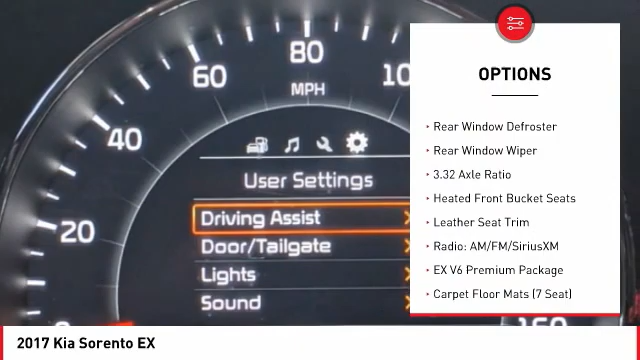 80
60
10
MPH
40
User Settings
20
Driving Assist
Door/Tailgate
Lights
Sound
0
160
OPTIONS
Rear Window Defroster
Rear Window Wiper
3.32 Axle Ratio
Heated Front Bucket Seats
Leather Seat Trim
Radio: AM/FM/SiriusXM
EX V6 Premium Package
Carpet Floor Mats (7 Seat)
2017 Kia Sorento EX